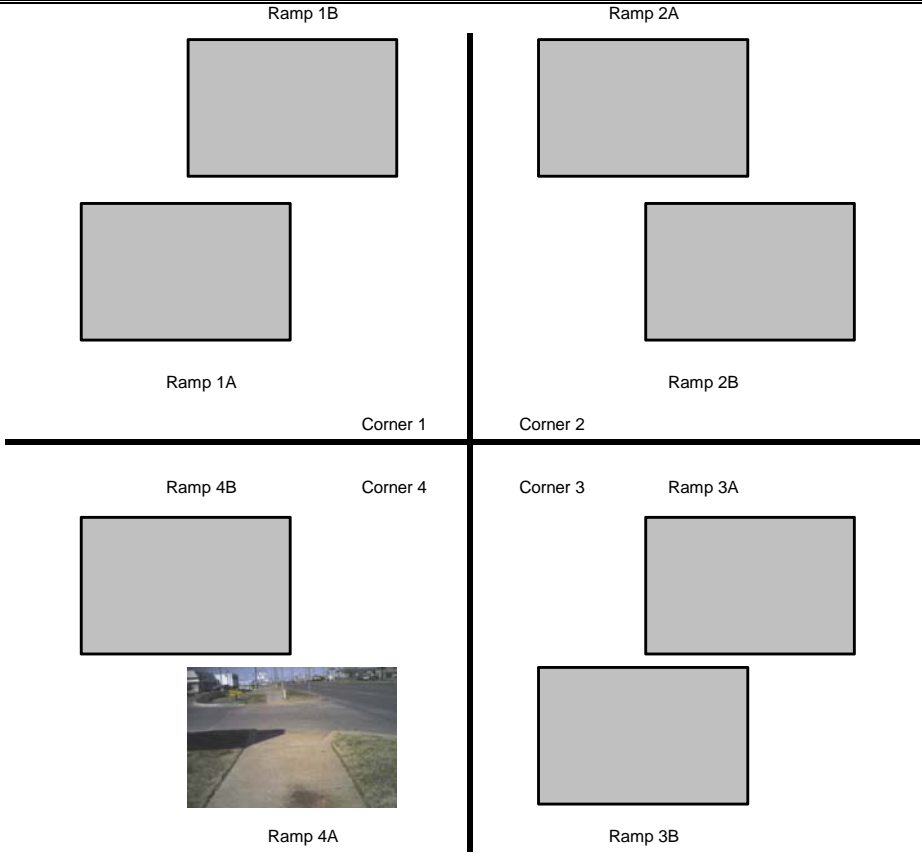 Ramp 1B Ramp 2A
Ramp 1A Ramp 2B
Corner 1 Corner 2
Ramp 4B Corner 4 Corner 3 Ramp 3A
Ramp 4A Ramp 3B